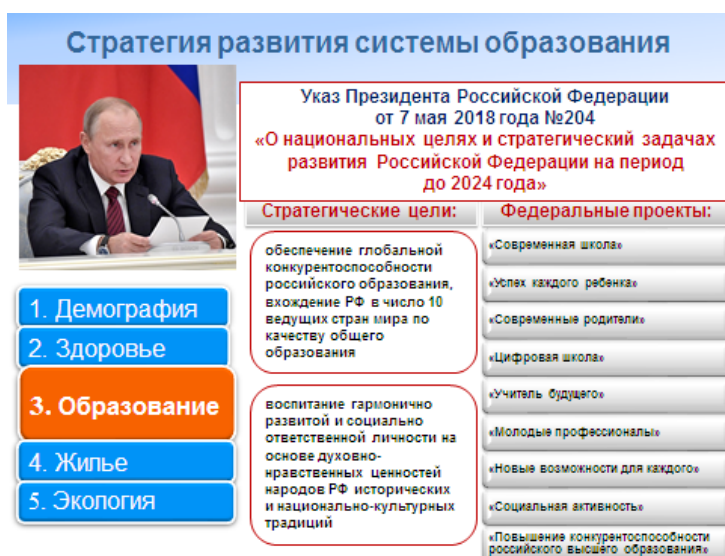 Стратегия развития системы образования
Указ Президента Российской Федерации
от 7 мая 2018 года №204
«О национальных целях и стратегический задачах
развития Российской Федерации на период
до 2024 года»
Стратегические цели:
обеспечение глобальной
конкурентоспособности
российского образования,
вхождение РФ в число 10
ведущих стран мира по
качеству общего
образования
воспитание гармонично
развитой и социально
ответственной личности на
основе духовно-
нравственных ценностей
народов РФ исторических
и национально-культурных
традиций
Федеральные проекты:
«Современная школа»
«Успех каждого ребенка»
«Современные родители»
«Цифровая школа»
«Учитель будущего»
«Молодые профессионалы»
«Новые возможности для каждого»
«Социальная активность»
«Повышение конкурентоспособности
российского высшего образования»
1. Демография
2. Здоровье
3. Образование
4. Жилье
5. Экология